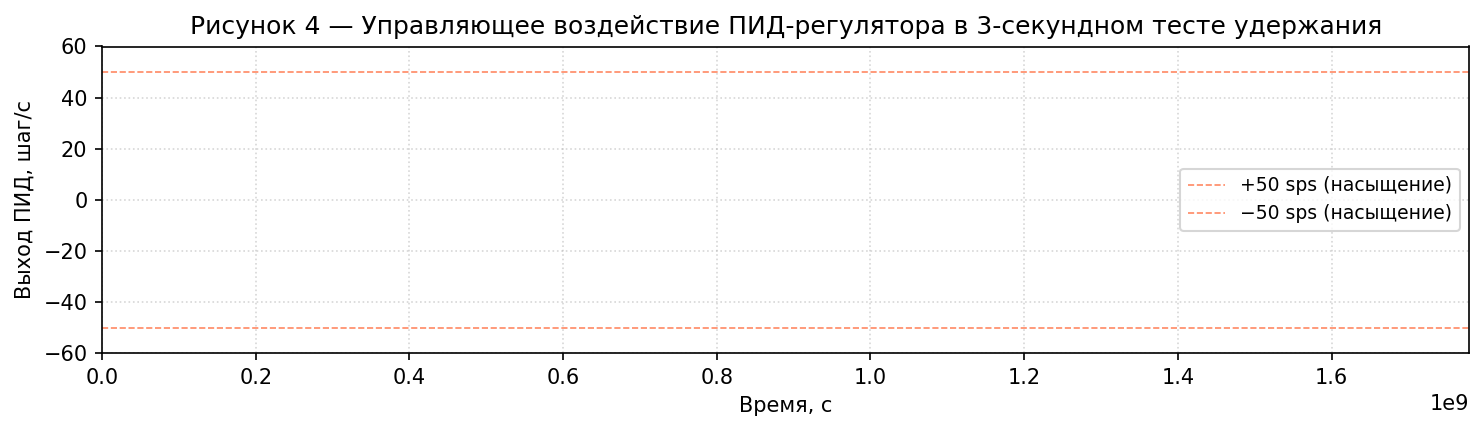 Рисунок 4 — Управляющее воздействие ПИД-регулятора в 3-секундном тесте удержания
Выход ПИД, шаг/с
60
40
20
0
−20
−40
−60
+50 sps (насыщение)
−50 sps (насыщение)
0.0 0.2 0.4 0.6 0.8 1.0 1.2 1.4 1.6
1e9
Время, с